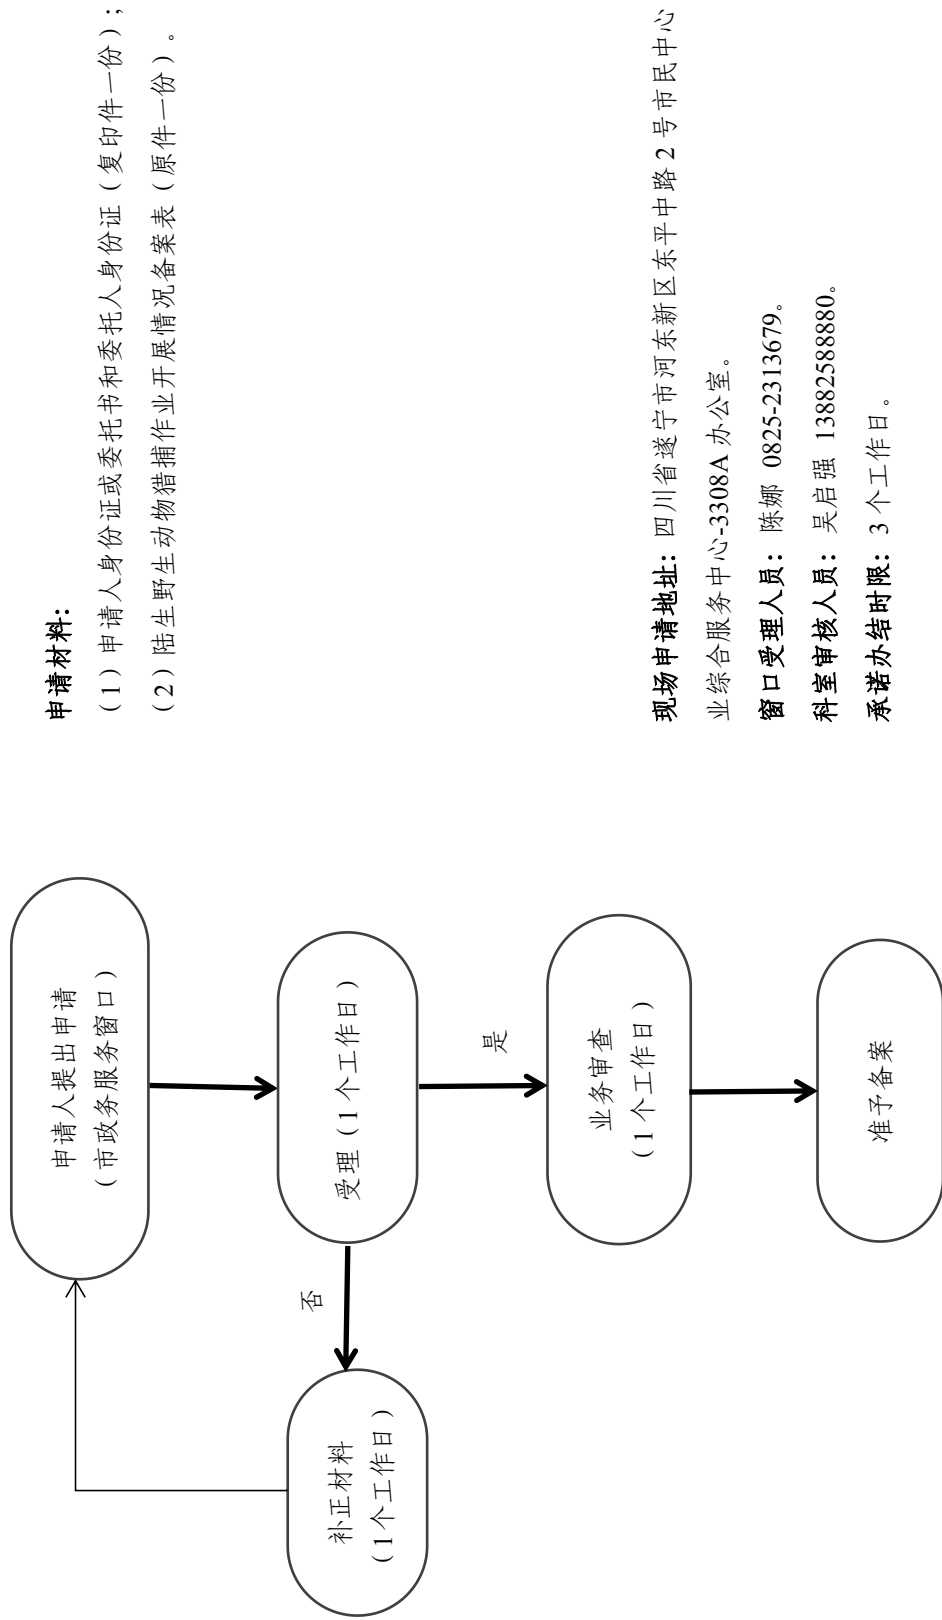 申请人提出申请
（市政务服务窗口）
受理（1个工作日）
否
补正材料
（1个工作日）
是
业务审查
（1个工作日）
准予备案
申请材料：
（1）申请人身份证或委托书和委托人身份证（复印件一份）；
（2）陆生野生动物猎捕作业开展情况备案表（原件一份）。
现场申请地址：四川省遂宁市河东新区东平中路2号市民中心
业综合服务中心-3308A办公室。
窗口受理人员：陈娜 0825-2313679。
科室审核人员：吴启强 13882588880。
承诺办结时限：3个工作日。